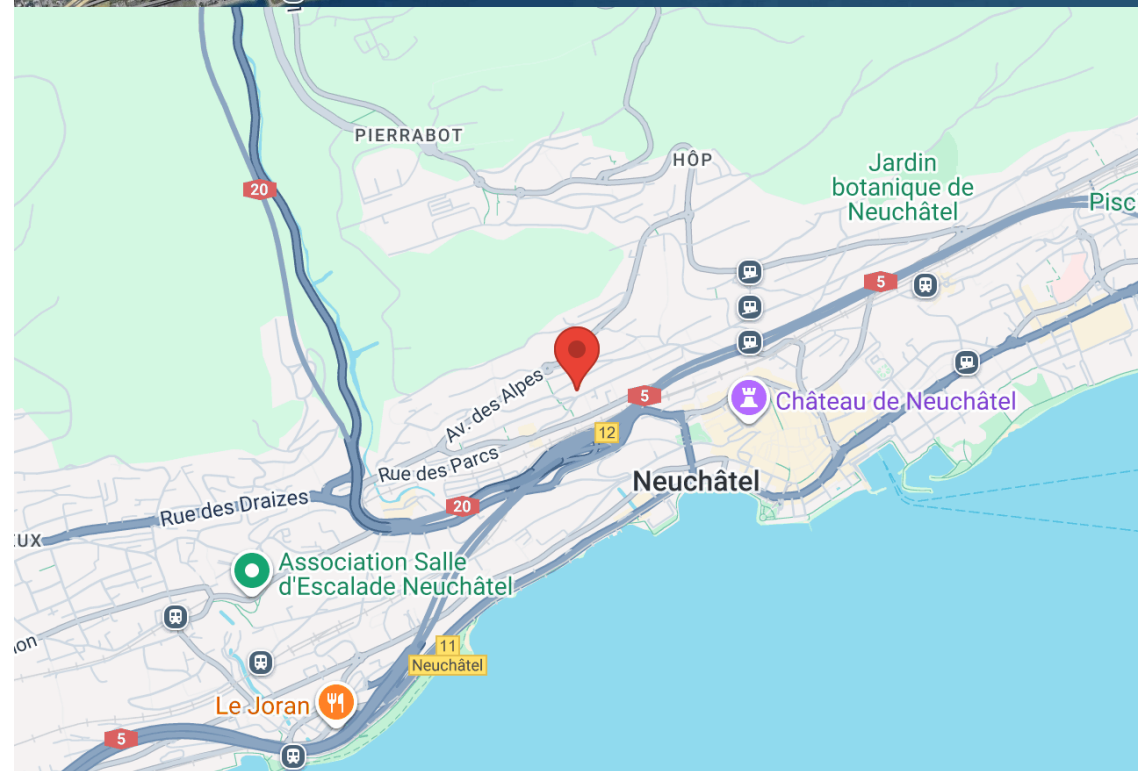 PIERRABOT
HÔP
Jardin
botanique de
Neuchâtel
20
Pisc
5
Av. des Alpes
5
Château de Neuchâtel
12
Rue des Parcs
Neuchâtel
20
Rue des Draizes
UX
Association Salle
d'Escalade Neuchâtel
on
11
Neuchâtel
Le Joran
5